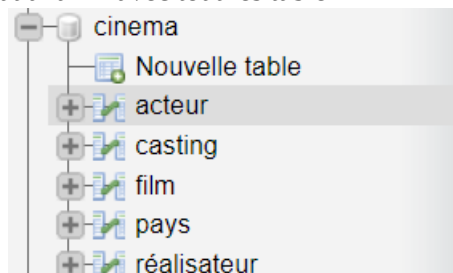 cinema
Nouvelle table
acteur
casting
film
pays
réalisateur